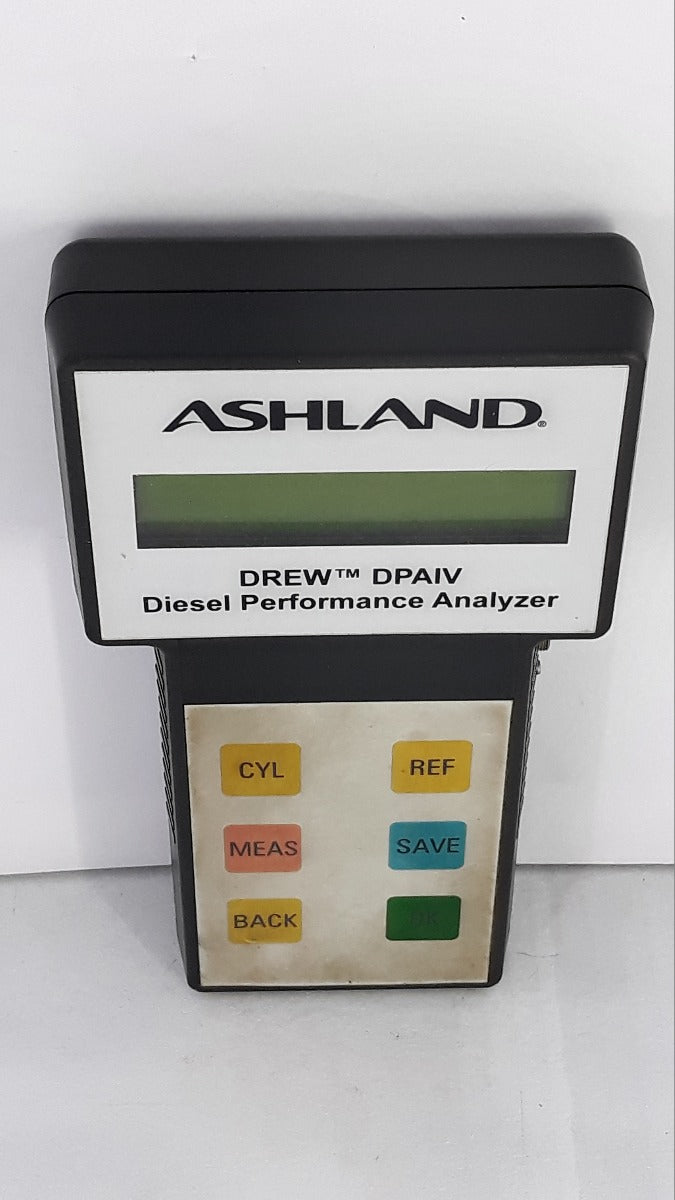 ASHLAND®
DREW™ DPAIV
Diesel Performance Analyzer
CYL REF
MEAS SAVE
BACK OK